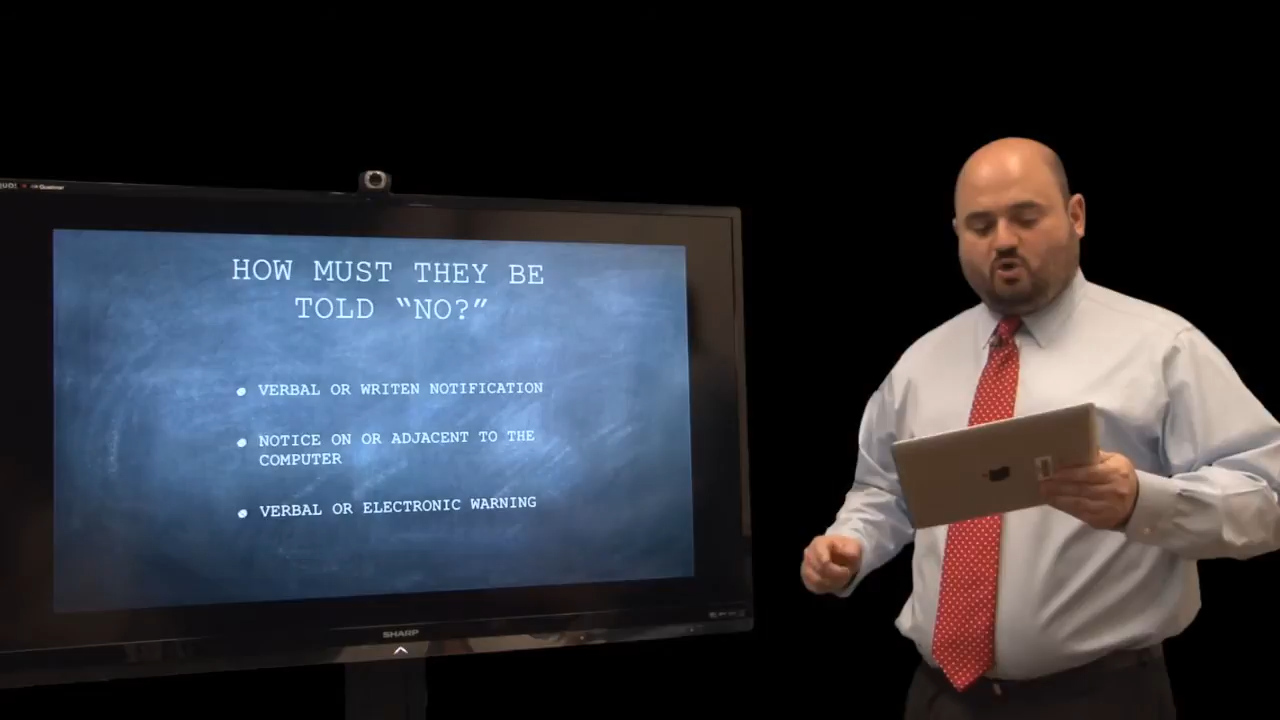 HOW MUST THEY BE
TOLD “NO?”
VERBAL OR WRITEN NOTIFICATION
NOTICE ON OR ADJACENT TO THE
COMPUTER
VERBAL OR ELECTRONIC WARNING
SHARP